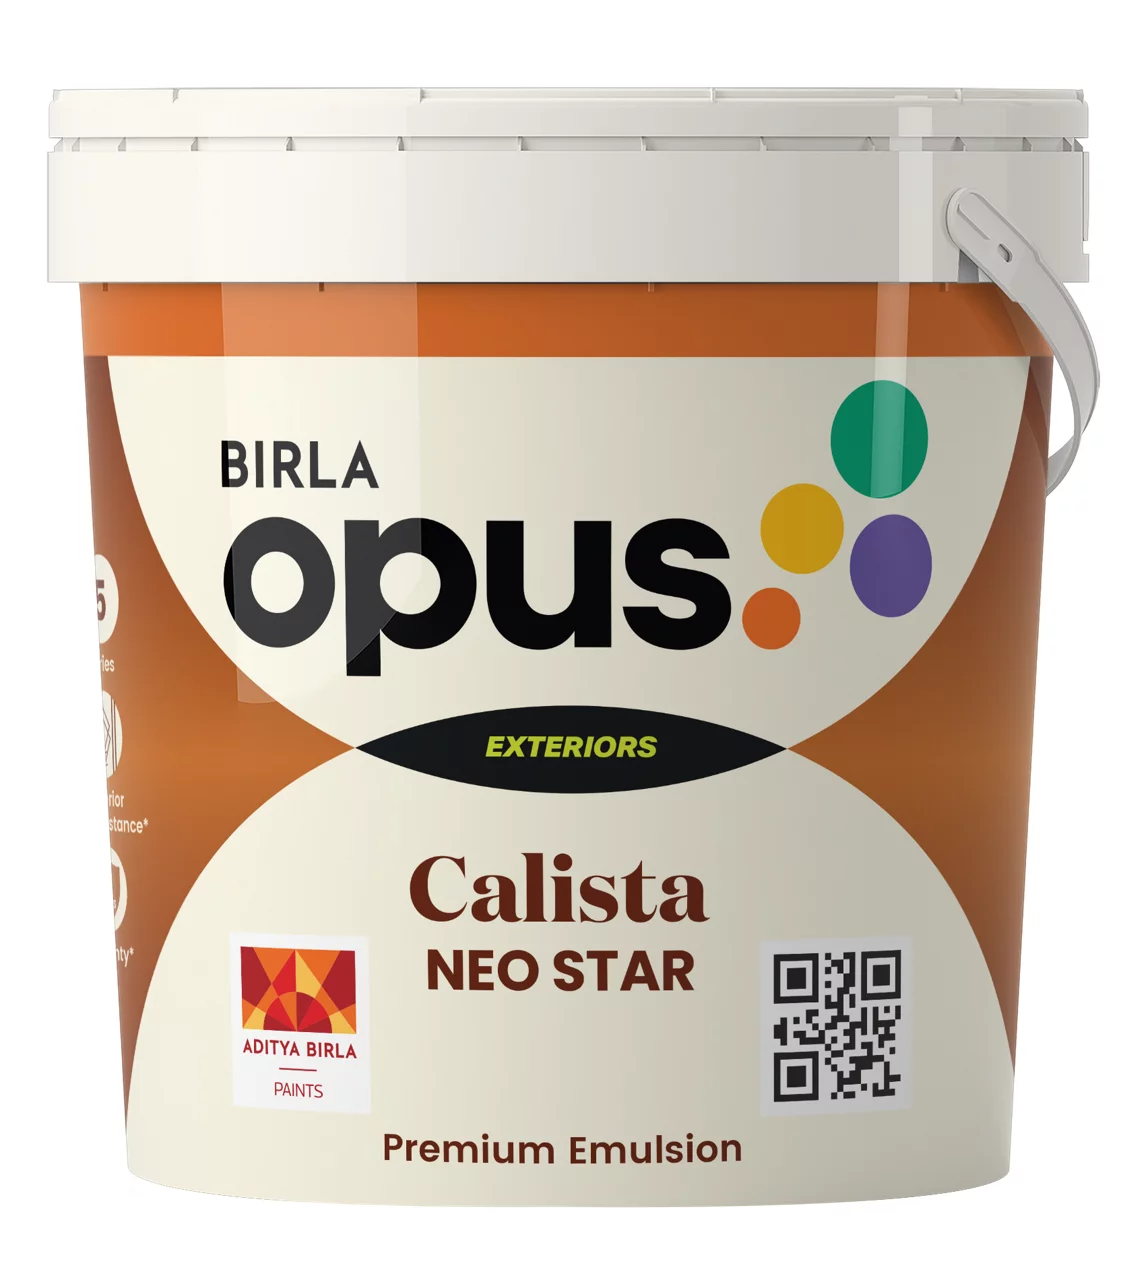 BIRLA
opus.
EXTERIORS
Calista
NEO STAR
ADITYA BIRLA
PAINTS
Premium Emulsion